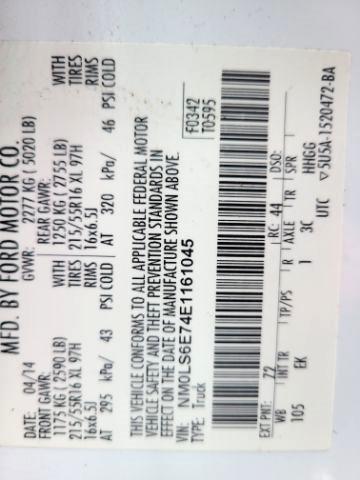 MFD. BY FORD MOTOR CO.
DATE: 04/14 GVWR: 2277 KG ( 5020 LB)
FRONT GAWR: REAR GAWR:
1175 KG ( 2590 LB) WITH 1250 KG ( 2755 LB) WITH
215/55R16 XL 97H TIRES 215/55R16 XL 97H TIRES
16x6.5J RIMS 16x6.5J RIMS
AT 295 kPa/ 43 PSI COLD AT 320 kPa/ 46 PSI COLD
THIS VEHICLE CONFORMS TO ALL APPLICABLE FEDERAL MOTOR
VEHICLE SAFETY AND THEFT PREVENTION STANDARDS IN
EFFECT ON THE DATE OF MANUFACTURE SHOWN ABOVE.
F0342
T0595
VIN: NM0LS6E74E1161045
TYPE: Truck
EXT PNT: 72 RC: 44 DSO:
WB INT TR TP/PS R AXLE TR SPR
105 EK I 3C HHGG
UTC ▽5U5A-1520472-BA